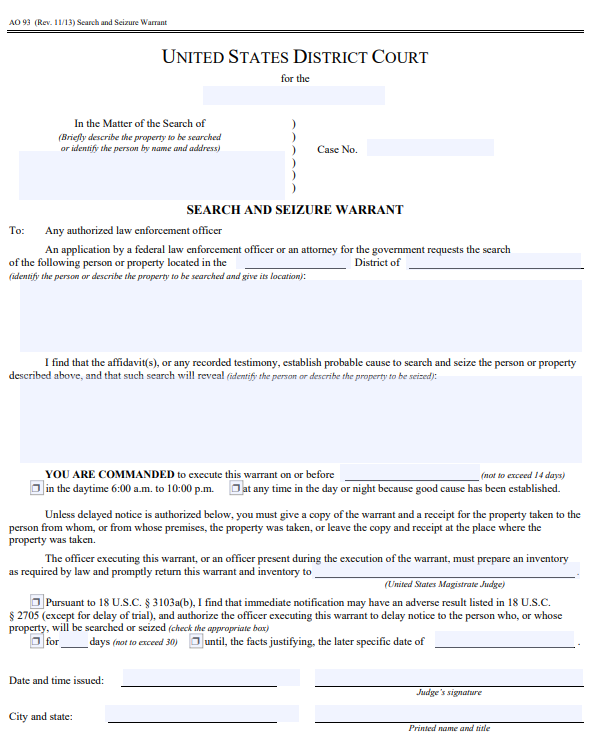 AO 93 (Rev. 11/13) Search and Seizure Warrant
UNITED STATES DISTRICT COURT
for the
In the Matter of the Search of )
(Briefly describe the property to be searched )
or identify the person by name and address) ) Case No.
)
)
)
SEARCH AND SEIZURE WARRANT
To: Any authorized law enforcement officer
An application by a federal law enforcement officer or an attorney for the government requests the search
of the following person or property located in the District of
(identify the person or describe the property to be searched and give its location):
I find that the affidavit(s), or any recorded testimony, establish probable cause to search and seize the person or property
described above, and that such search will reveal (identify the person or describe the property to be seized):
YOU ARE COMMANDED to execute this warrant on or before (not to exceed 14 days)
in the daytime 6:00 a.m. to 10:00 p.m. at any time in the day or night because good cause has been established.
Unless delayed notice is authorized below, you must give a copy of the warrant and a receipt for the property taken to the
person from whom, or from whose premises, the property was taken, or leave the copy and receipt at the place where the
property was taken.
The officer executing this warrant, or an officer present during the execution of the warrant, must prepare an inventory
as required by law and promptly return this warrant and inventory to .
(United States Magistrate Judge)
Pursuant to 18 U.S.C. § 3103a(b), I find that immediate notification may have an adverse result listed in 18 U.S.C.
§ 2705 (except for delay of trial), and authorize the officer executing this warrant to delay notice to the person who, or whose
property, will be searched or seized (check the appropriate box)
for days (not to exceed 30) until, the facts justifying, the later specific date of .
Date and time issued:
Judge's signature
City and state:
Printed name and title